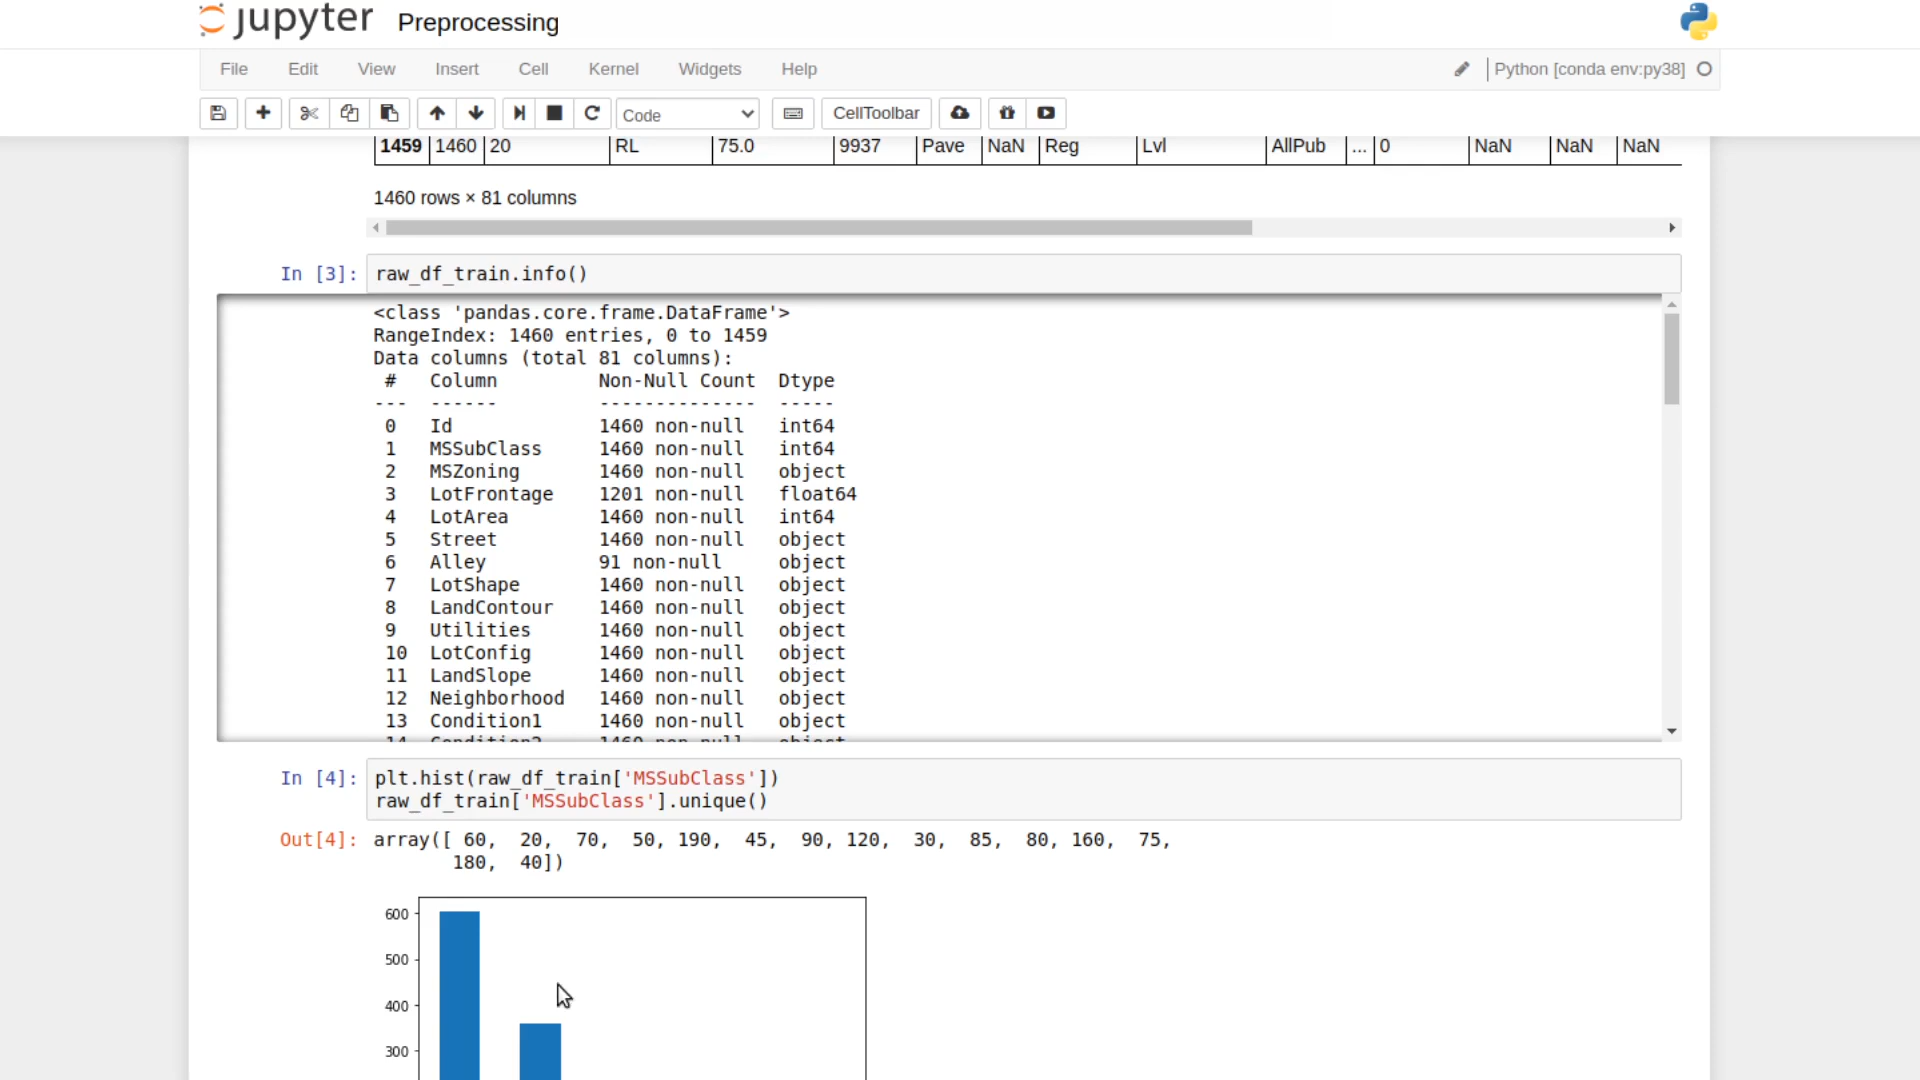 jupyter Preprocessing
File Edit View Insert Cell Kernel Widgets Help Python [conda env:py38]
Code CellToolbar
1459 1460 20 RL 75.0 9937 Pave NaN Reg Lvl AllPub ... 0 NaN NaN NaN
1460 rows × 81 columns
In [3]: raw_df_train.info()
<class 'pandas.core.frame.DataFrame'>
RangeIndex: 1460 entries, 0 to 1459
Data columns (total 81 columns):
# Column Non-Null Count Dtype
--- ------ -------------- -----
0 Id 1460 non-null int64
1 MSSubClass 1460 non-null int64
2 MSZoning 1460 non-null object
3 LotFrontage 1201 non-null float64
4 LotArea 1460 non-null int64
5 Street 1460 non-null object
6 Alley 91 non-null object
7 LotShape 1460 non-null object
8 LandContour 1460 non-null object
9 Utilities 1460 non-null object
10 LotConfig 1460 non-null object
11 LandSlope 1460 non-null object
12 Neighborhood 1460 non-null object
13 Condition1 1460 non-null object
14 Condition2 1460 non-null object
In [4]: plt.hist(raw_df_train['MSSubClass'])
raw_df_train['MSSubClass'].unique()
Out[4]: array([ 60, 20, 70, 50, 190, 45, 90, 120, 30, 85, 80, 160, 75,
180, 40])
600
500
400
300